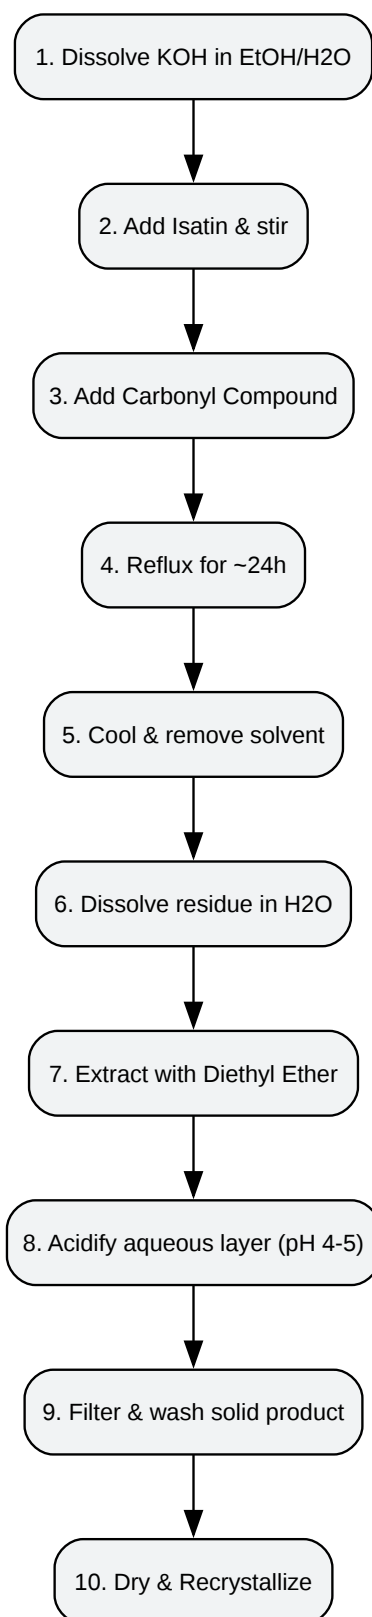 1. Dissolve KOH in EtOH/H2O
2. Add Isatin & stir
3. Add Carbonyl Compound
4. Reflux for ~24h
5. Cool & remove solvent
6. Dissolve residue in H2O
7. Extract with Diethyl Ether
8. Acidify aqueous layer (pH 4-5)
9. Filter & wash solid product
10. Dry & Recrystallize